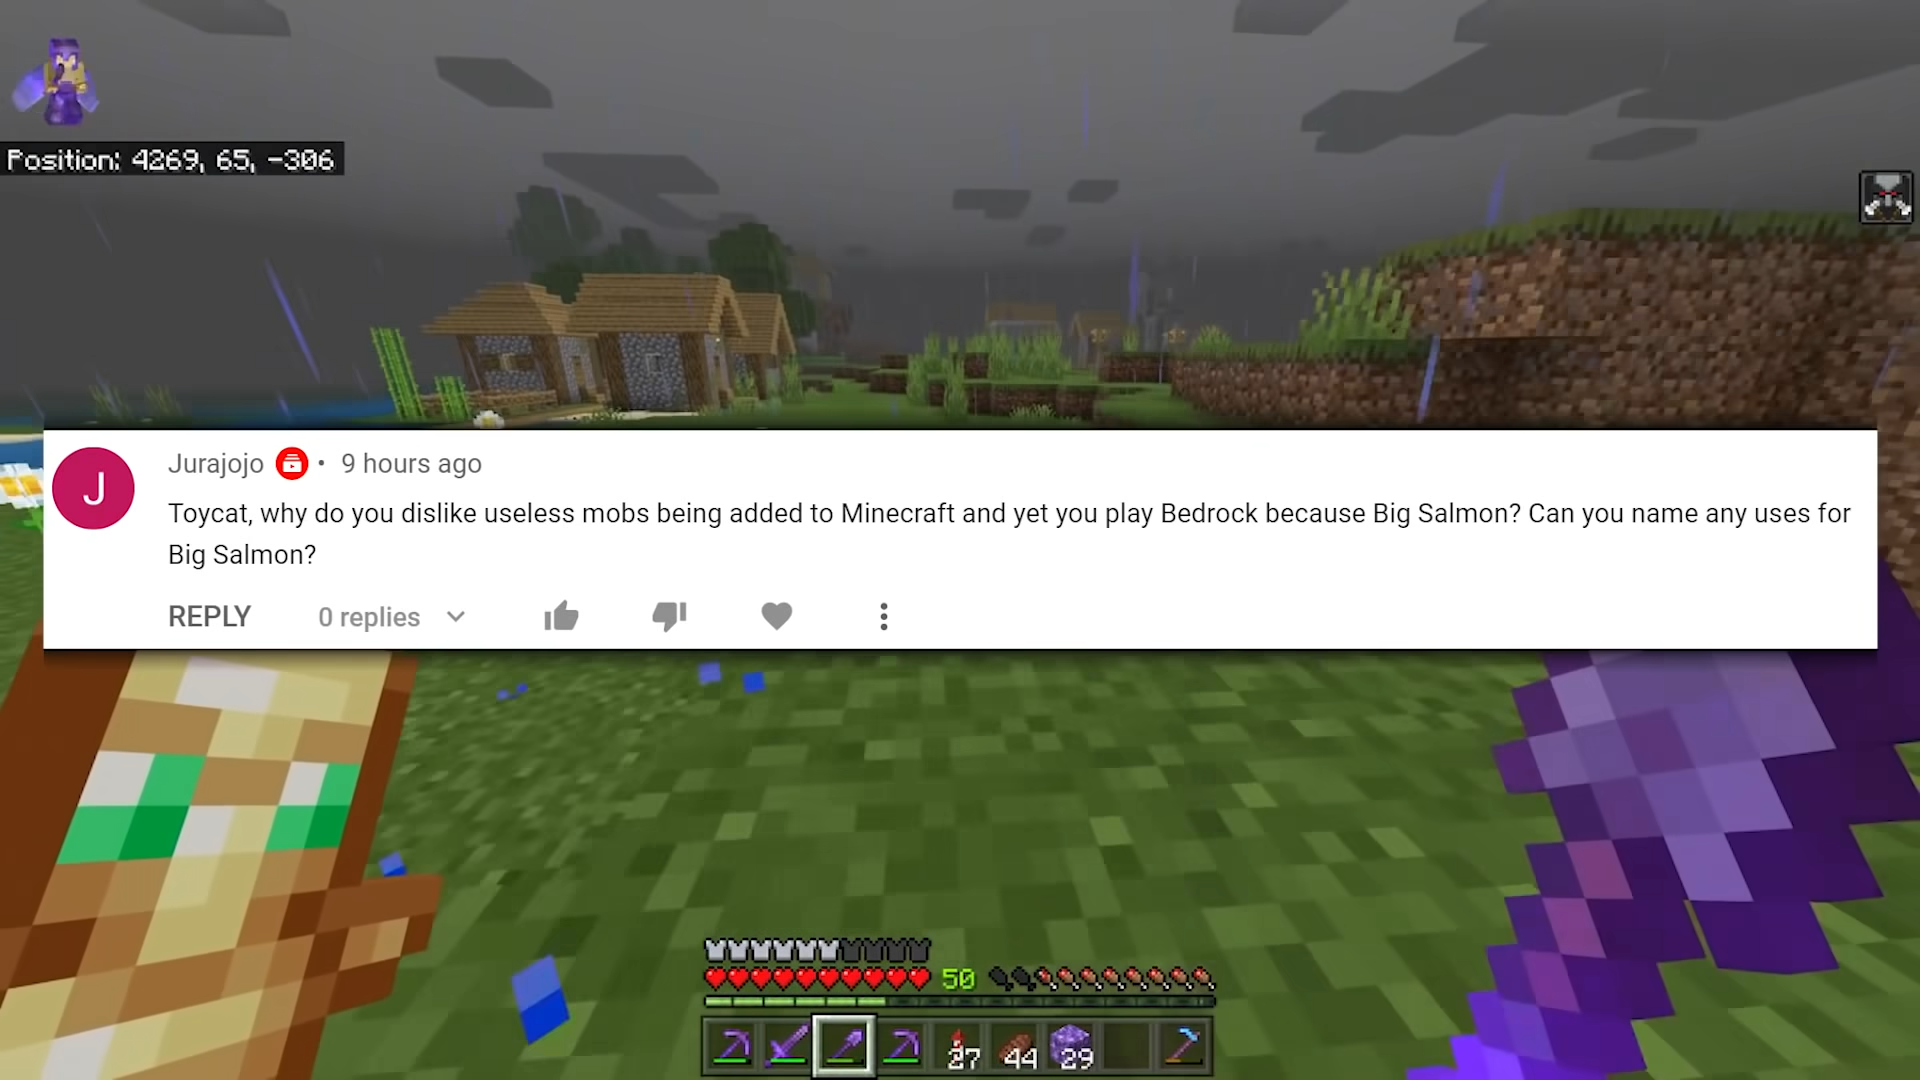 Position: 4269, 65, -306
J
Jurajojo • 9 hours ago
Toycat, why do you dislike useless mobs being added to Minecraft and yet you play Bedrock because Big Salmon? Can you name any uses for
Big Salmon?
REPLY 0 replies
50
27 44 29